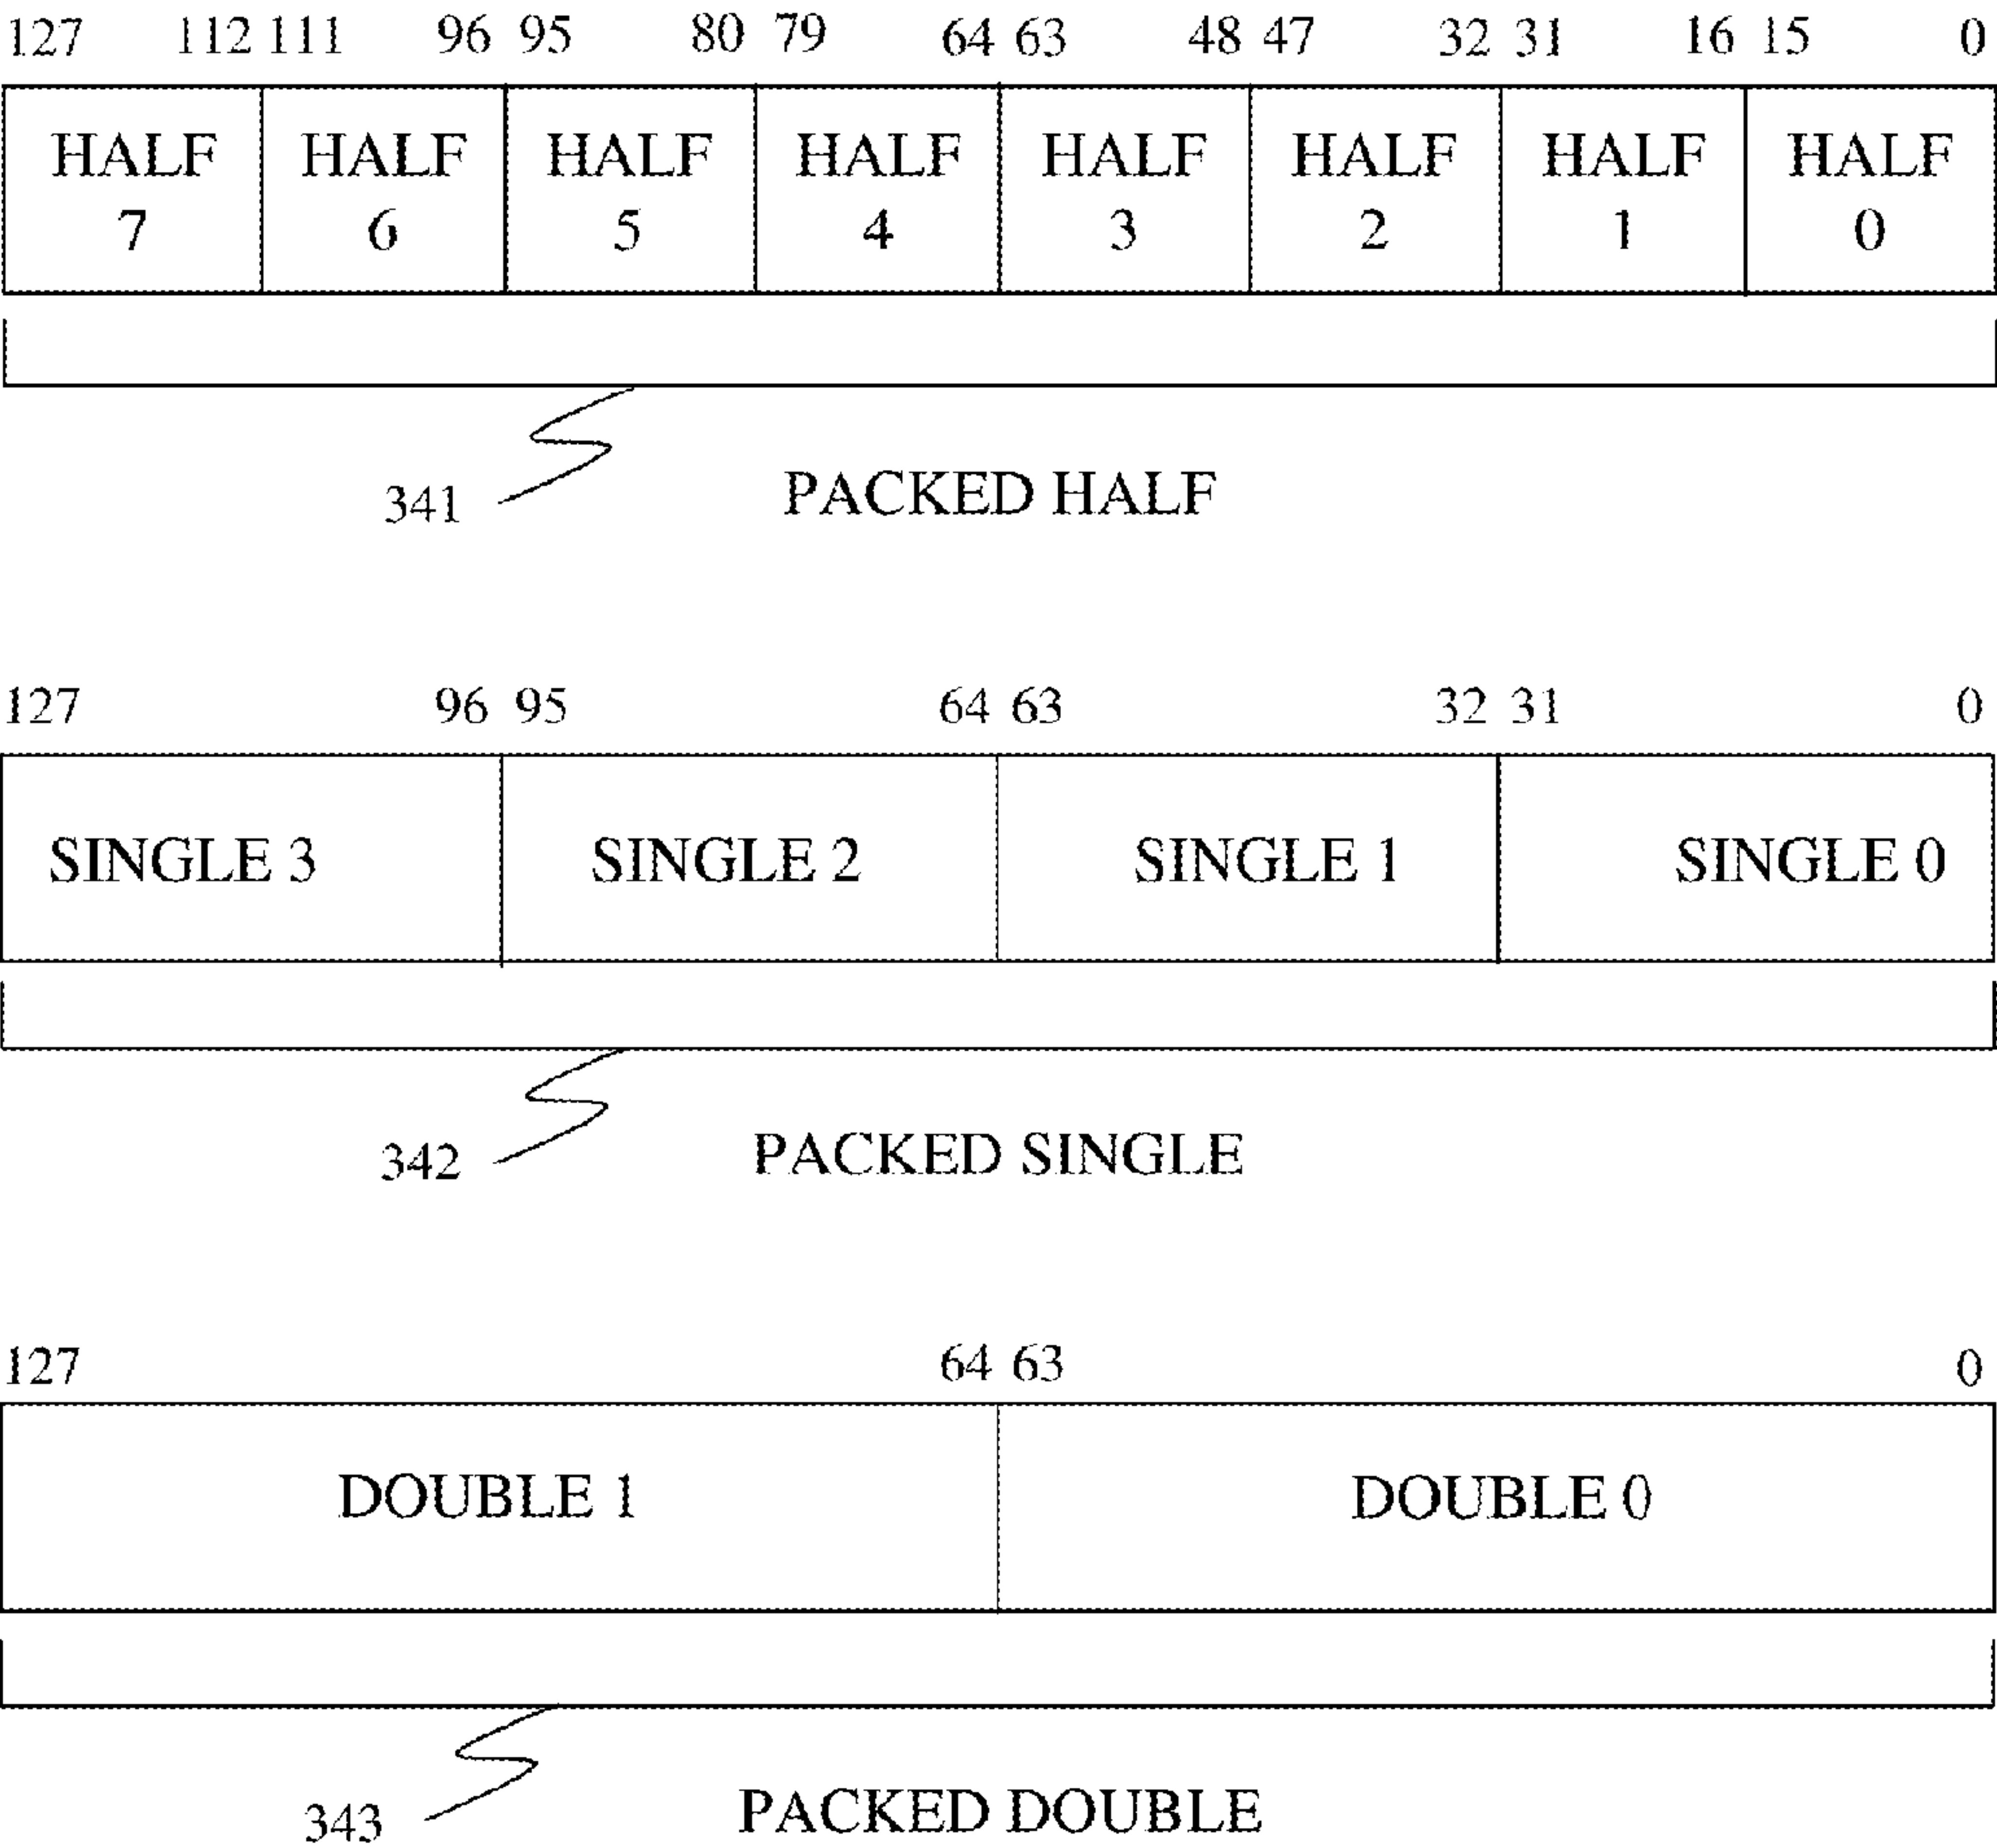 127 112 111 96 95 80 79 64 63 48 47 32 31 16 15 0
HALF HALF HALF HALF HALF HALF HALF HALF
7 6 5 4 3 2 1 0
341 PACKED HALF
127 96 95 64 63 32 31 0
SINGLE 3 SINGLE 2 SINGLE 1 SINGLE 0
342 PACKED SINGLE
127 64 63 0
DOUBLE 1 DOUBLE 0
343 PACKED DOUBLE